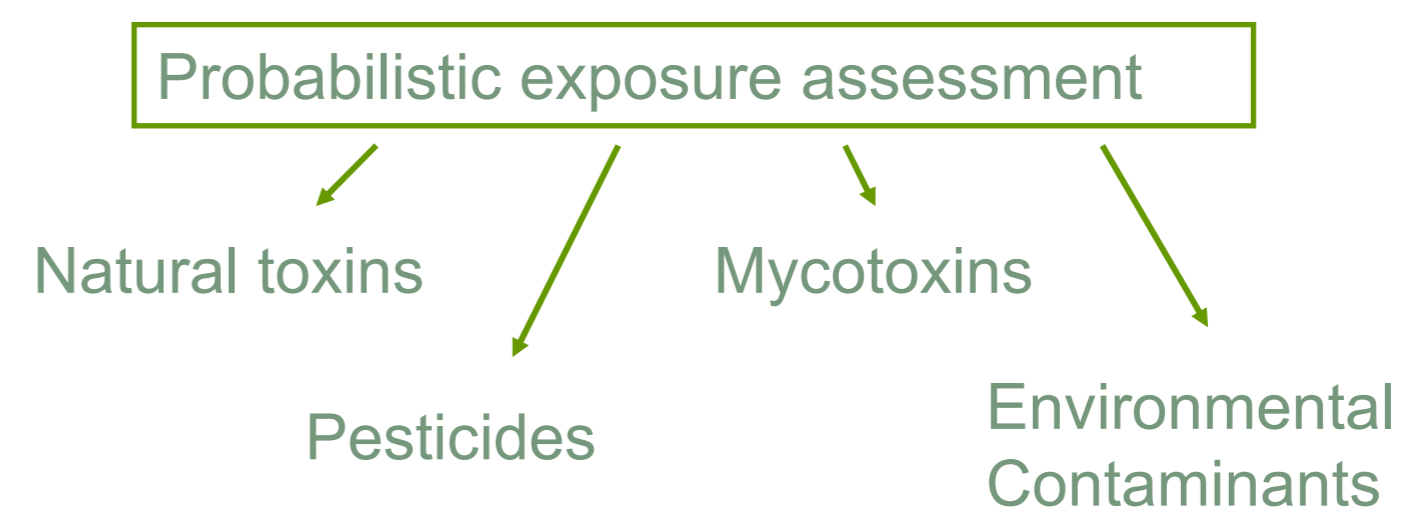 Probabilistic exposure assessment
Natural toxins
Mycotoxins
Pesticides
Environmental
Contaminants